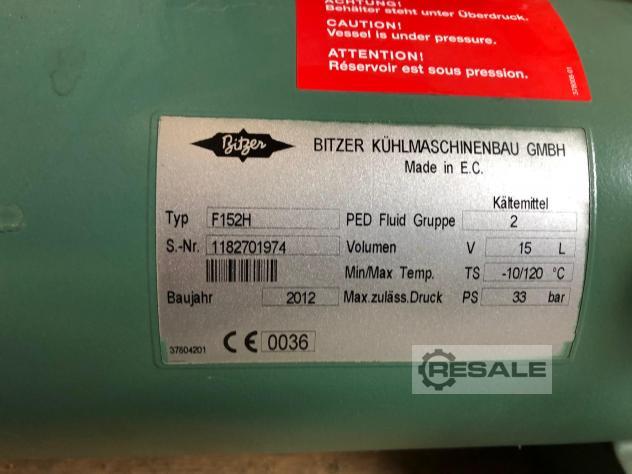 ACHTUNG!
Behälter steht unter Überdruck.
CAUTION!
Vessel is under pressure.
ATTENTION!
Réservoir est sous pression.
Bitzer BITZER KÜHLMASCHINENBAU GMBH
Made in E.C.
Kältemittel
Typ F152H PED Fluid Gruppe 2
S.-Nr. 1182701974 Volumen V 15 L
Min/Max Temp. TS -10/120 °C
Baujahr 2012 Max.zuläss.Druck PS 33 bar
CE 0036
37604201
RESALE